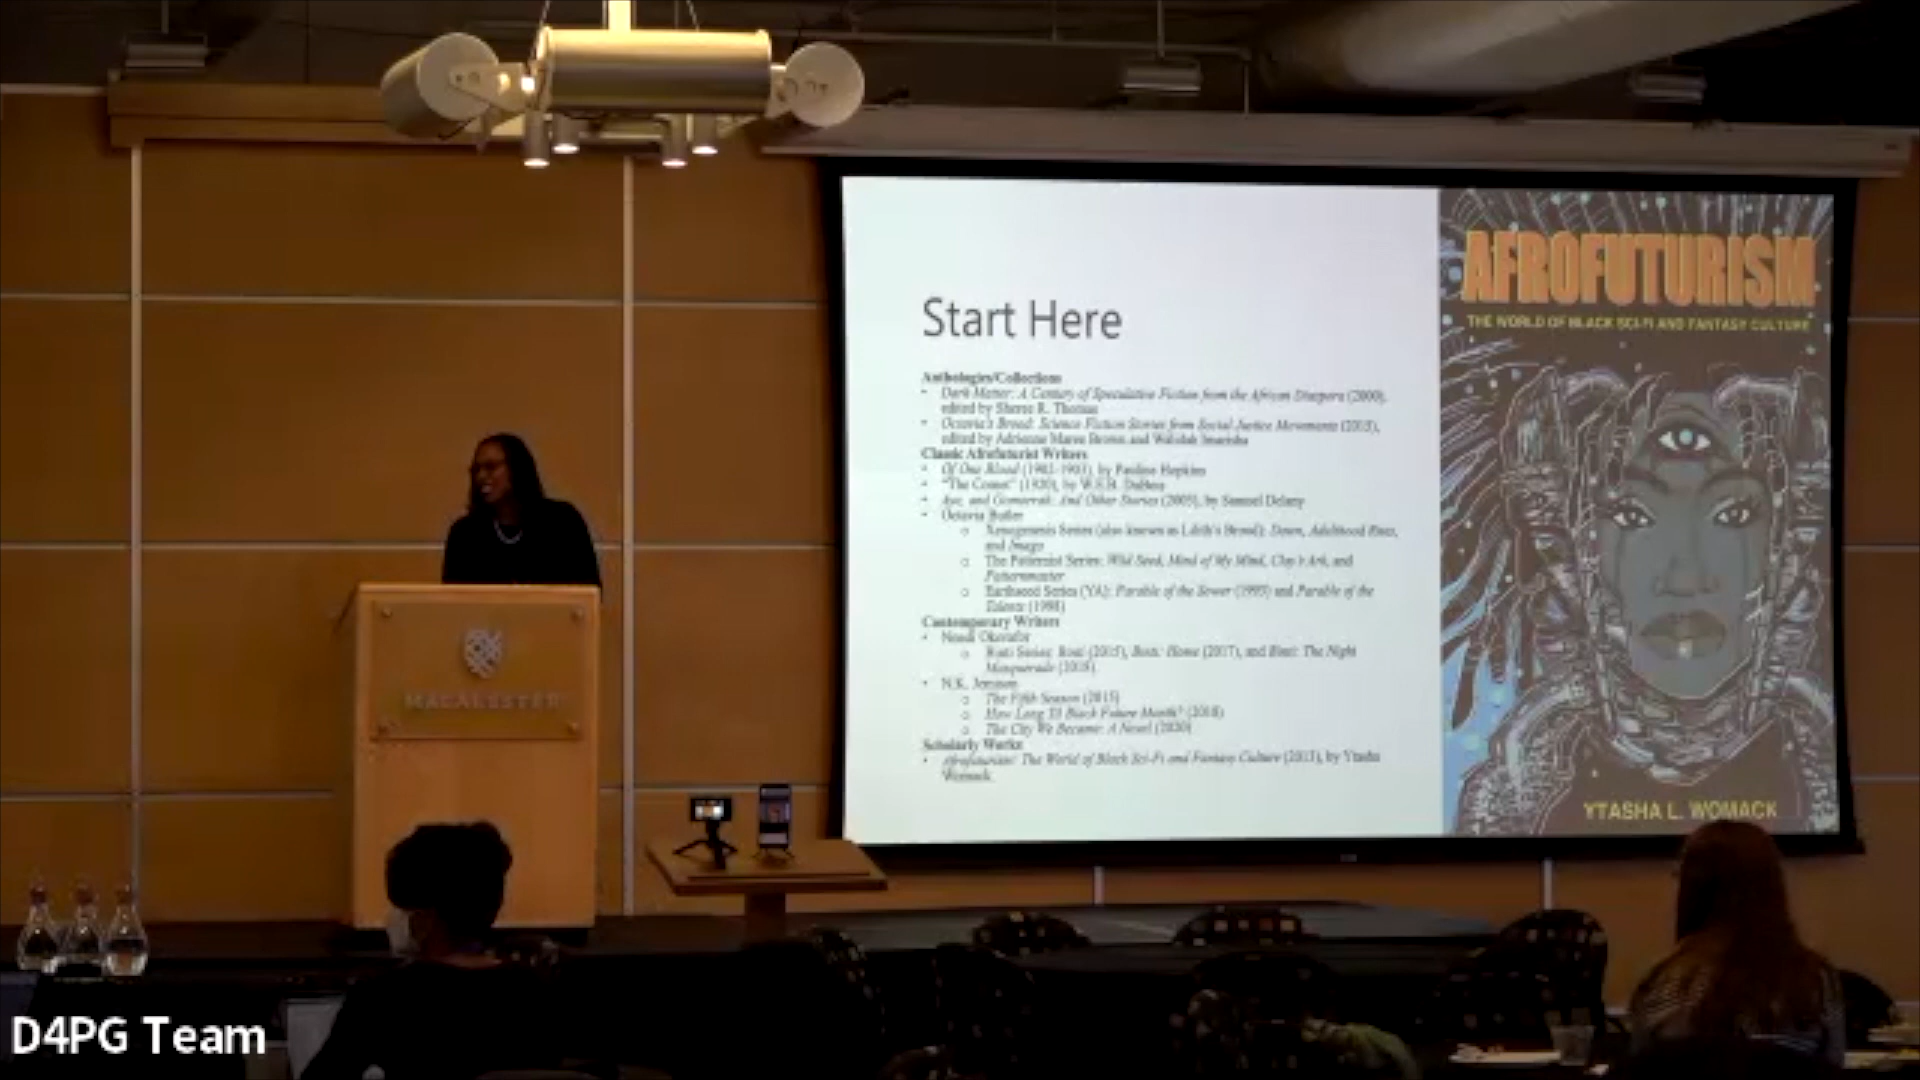 Start Here
Anthologies/Collections
• Dark Matter: A Century of Speculative Fiction from the African Diaspora (2000),
edited by Sheree R. Thomas
• Octavia's Brood: Science Fiction Stories from Social Justice Movements (2015),
edited by Adrienne Maree Brown and Walidah Imarisha
Classic Afrofuturist Writers
• Of One Blood (1902-1903), by Pauline Hopkins
• "The Comet" (1920), by W.E.B. DuBois
• Aye, and Gomorrah: And Other Stories (2003), by Samuel Delany
• Octavia Butler
○ Xenogenesis Series (also known as Lilith's Brood): Dawn, Adulthood Rites,
and Imago
○ The Patternist Series: Wild Seed, Mind of My Mind, Clay's Ark, and
Patternmaster
○ Earthseed Series (YA): Parable of the Sower (1993) and Parable of the
Talents (1998)
Contemporary Writers
• Nnedi Okorafor
○ Binti Series: Binti (2015), Binti: Home (2017), and Binti: The Night
Masquerade (2018)
• N.K. Jemisin
○ The Fifth Season (2015)
○ How Long Til Black Future Month? (2018)
○ The City We Became: A Novel (2020)
Scholarly Works
• Afrofuturism: The World of Black Sci-Fi and Fantasy Culture (2013), by Ytasha
Womack
AFROFUTURISM
THE WORLD OF BLACK SCI-FI AND FANTASY CULTURE
YTASHA L. WOMACK
MACALESTER
D4PG Team